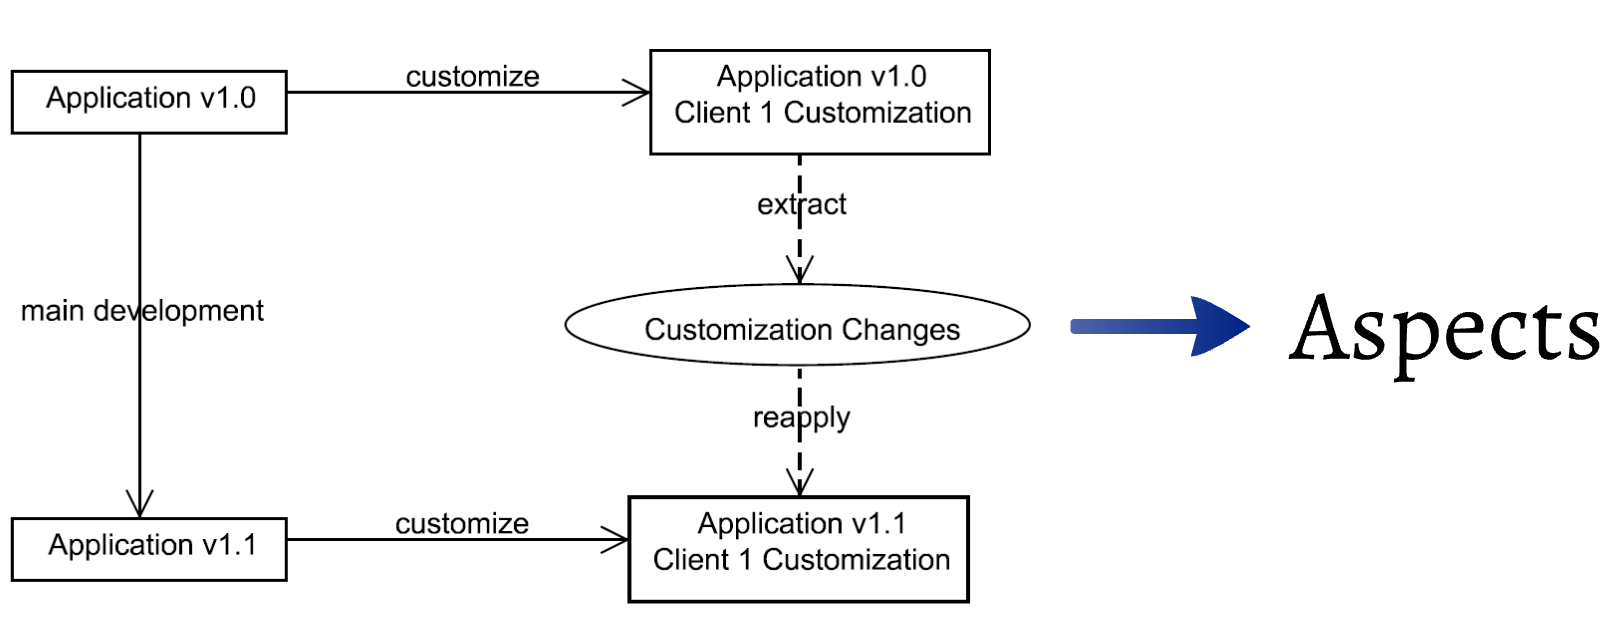 Application v1.0
customize
Application v1.0
Client 1 Customization
extract
main development
Customization Changes
Aspects
reapply
Application v1.1
customize
Application v1.1
Client 1 Customization